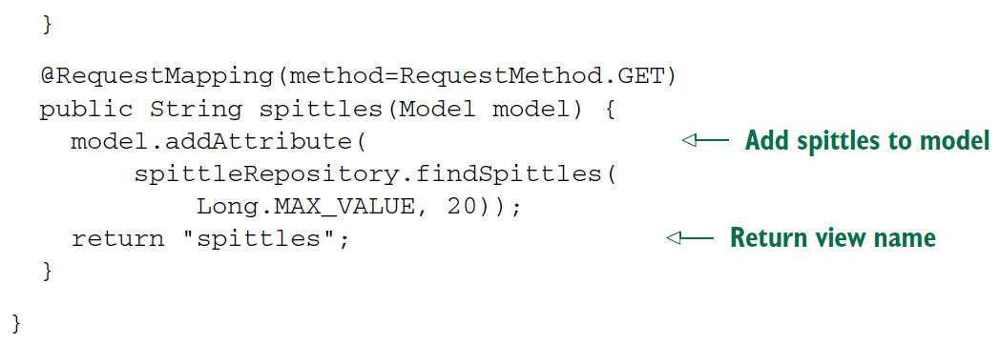 }
@RequestMapping(method=RequestMethod.GET)
public String spittles(Model model) {
model.addAttribute( Add spittles to model
spittleRepository.findSpittles(
Long.MAX_VALUE, 20));
return "spittles"; Return view name
}
}